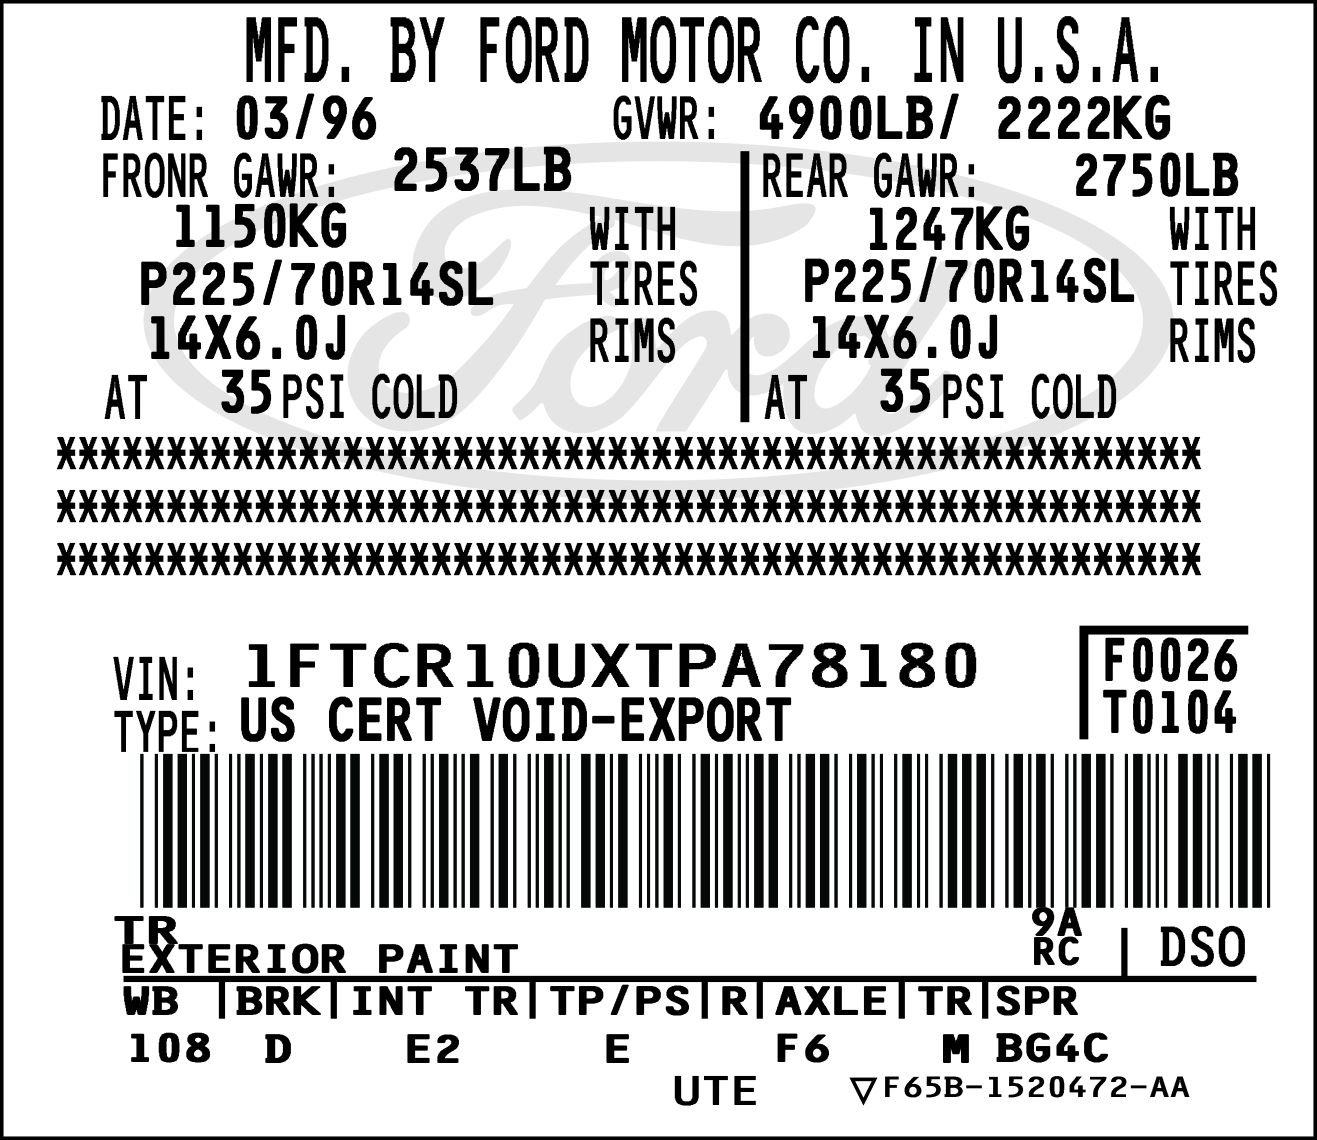 MFD. BY FORD MOTOR CO. IN U.S.A.
DATE: 03/96 GVWR: 4900LB/ 2222KG
FRONR GAWR: 2537LB REAR GAWR: 2750LB
1150KG WITH 1247KG WITH
P225/70R14SL TIRES P225/70R14SL TIRES
14X6.0J RIMS 14X6.0J RIMS
AT 35 PSI COLD AT 35 PSI COLD
Ford
****************************************************
****************************************************
****************************************************
VIN: 1FTCR10UXTPA78180 F0026
TYPE: US CERT VOID-EXPORT T0104
TR 9A
EXTERIOR PAINT RC | DSO
WB |BRK| INT TR| TP/PS |R| AXLE |TR|SPR
108 D E2 E F6 M BG4C
UTE ▽F65B-1520472-AA